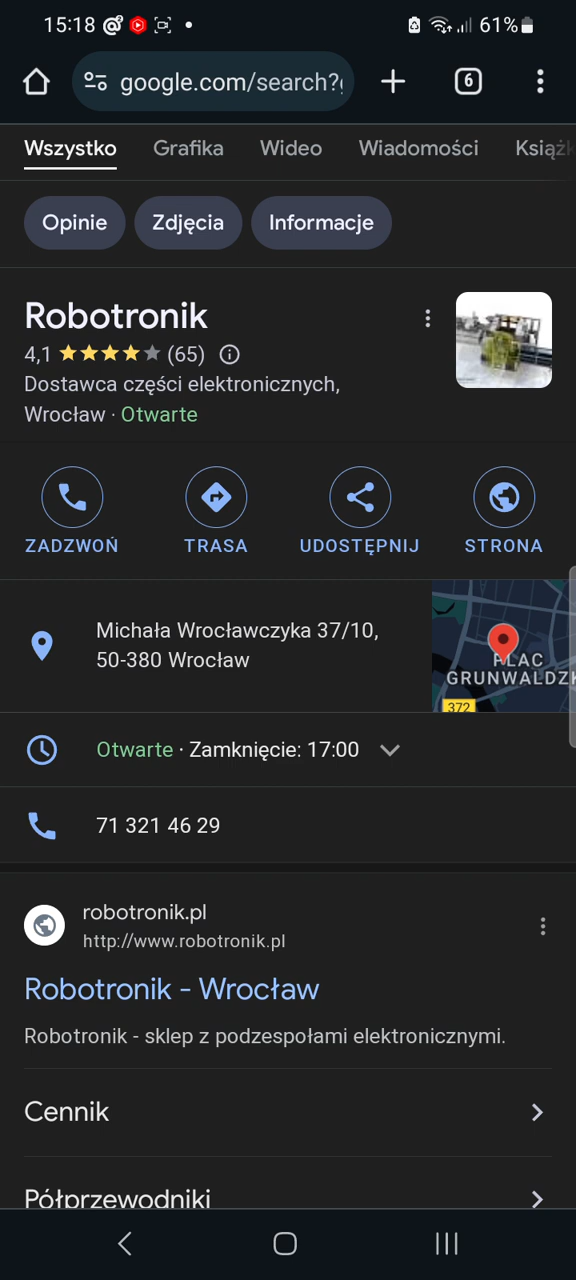 15:18
61%
google.com/search?
6
Wszystko Grafika Wideo Wiadomości Książk
Opinie Zdjęcia Informacje
Robotronik
4,1 (65)
Dostawca części elektronicznych,
Wrocław · Otwarte
ZADZWOŃ TRASA UDOSTĘPNIJ STRONA
Michała Wrocławczyka 37/10,
50-380 Wrocław
PLAC
GRUNWALDZK
372
Otwarte · Zamknięcie: 17:00
71 321 46 29
robotronik.pl
http://www.robotronik.pl
Robotronik - Wrocław
Robotronik - sklep z podzespołami elektronicznymi.
Cennik
Półprzewodniki